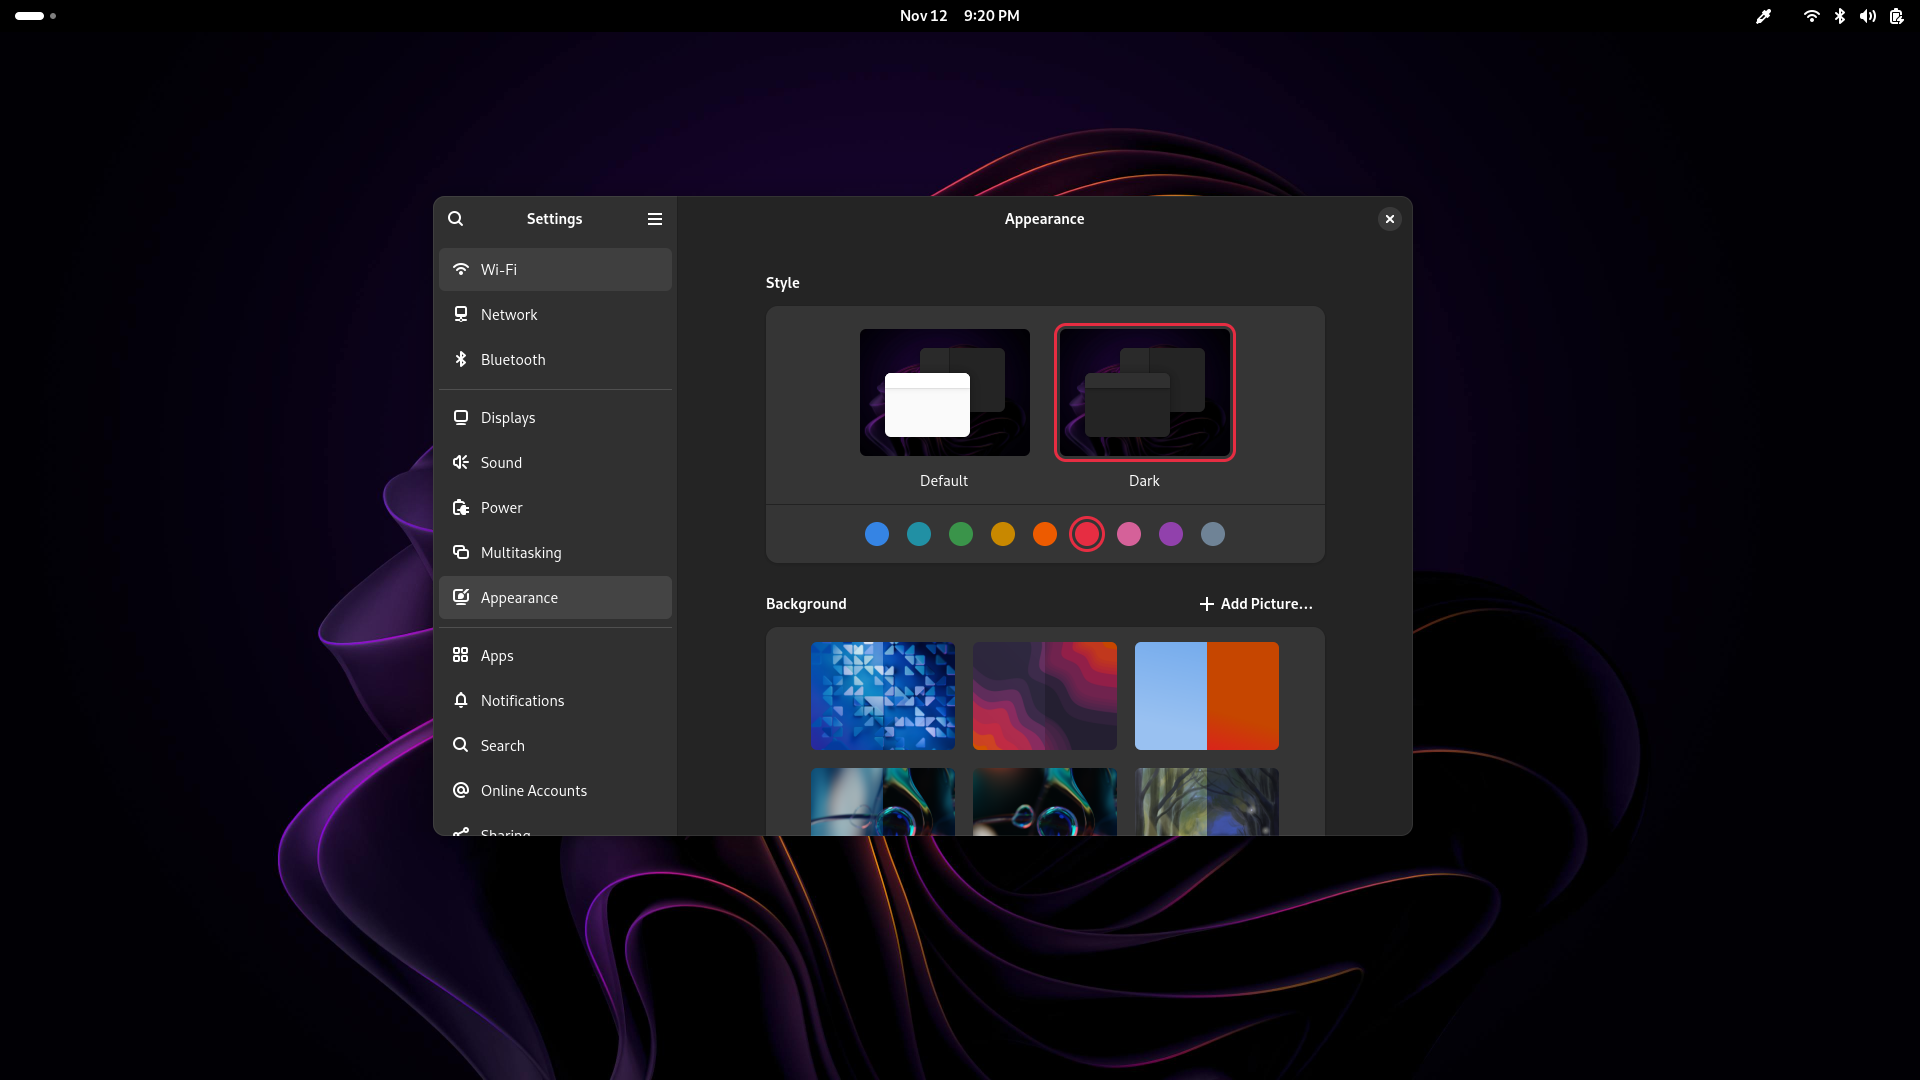 Nov 12 9:20 PM
Settings
Wi-Fi
Network
Bluetooth
Displays
Sound
Power
Multitasking
Appearance
Apps
Notifications
Search
Online Accounts
Sharing
Appearance
Style
Default
Dark
Background
Add Picture…